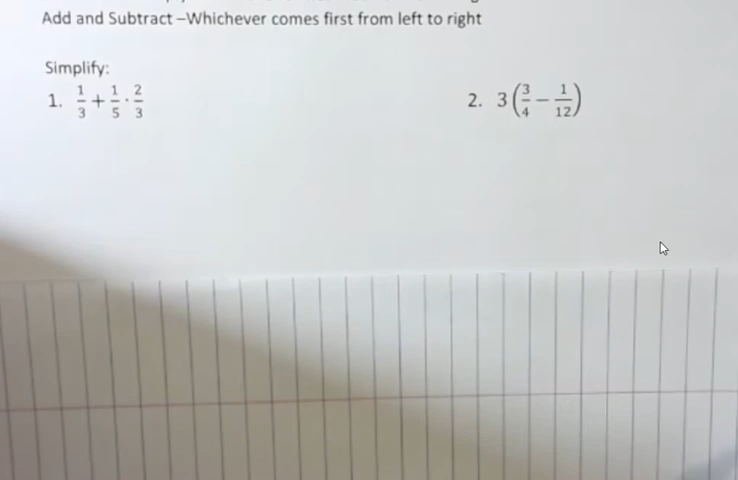 Add and Subtract –Whichever comes first from left to right
Simplify:
1. 1/3 + 1/5 · 2/3
2. 3(3/4 − 1/12)